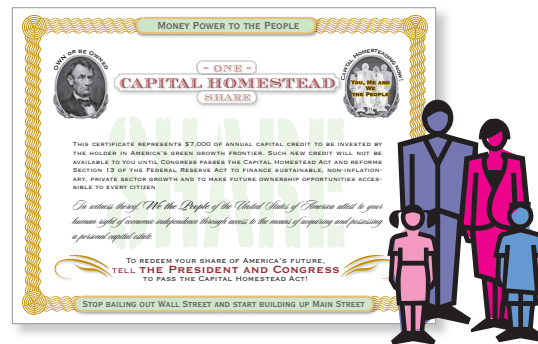 MONEY POWER TO THE PEOPLE
OWN OR BE OWNED
CAPITAL HOMESTEADING NOW!
- ONE -
CAPITAL HOMESTEAD
SHARE
YOU, ME AND
WE
THE PEOPLE!
SHARE
THIS CERTIFICATE REPRESENTS $7,000 OF ANNUAL CAPITAL CREDIT TO BE INVESTED BY
THE HOLDER IN AMERICA'S GREEN GROWTH FRONTIER. SUCH NEW CREDIT WILL NOT BE
AVAILABLE TO YOU UNTIL CONGRESS PASSES THE CAPITAL HOMESTEAD ACT AND REFORMS
SECTION 13 OF THE FEDERAL RESERVE ACT TO FINANCE SUSTAINABLE, NON-INFLATION-
ARY, PRIVATE SECTOR GROWTH AND TO MAKE FUTURE OWNERSHIP OPPORTUNITIES ACCES-
SIBLE TO EVERY CITIZEN.
In witness thereof, We the People of the United States of America attest to your
human right of economic independence through access to the means of acquiring and possessing
a personal capital estate.
TO REDEEM YOUR SHARE OF AMERICA'S FUTURE,
TELL THE PRESIDENT AND CONGRESS
TO PASS THE CAPITAL HOMESTEAD ACT!
STOP BAILING OUT WALL STREET AND START BUILDING UP MAIN STREET